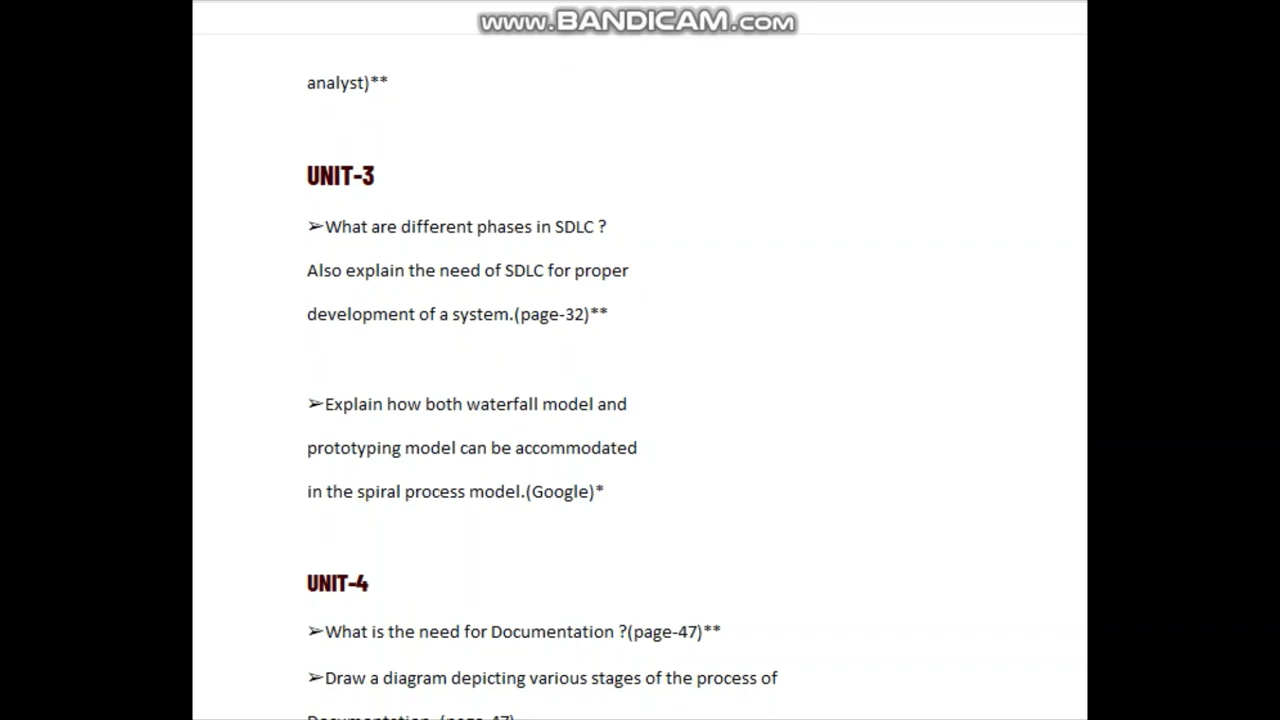 www.BANDICAM.com
analyst)**
UNIT-3
➢What are different phases in SDLC ?
Also explain the need of SDLC for proper
development of a system.(page-32)**
➢Explain how both waterfall model and
prototyping model can be accommodated
in the spiral process model.(Google)*
UNIT-4
➢What is the need for Documentation ?(page-47)**
➢Draw a diagram depicting various stages of the process of
Documentation. (page-47)